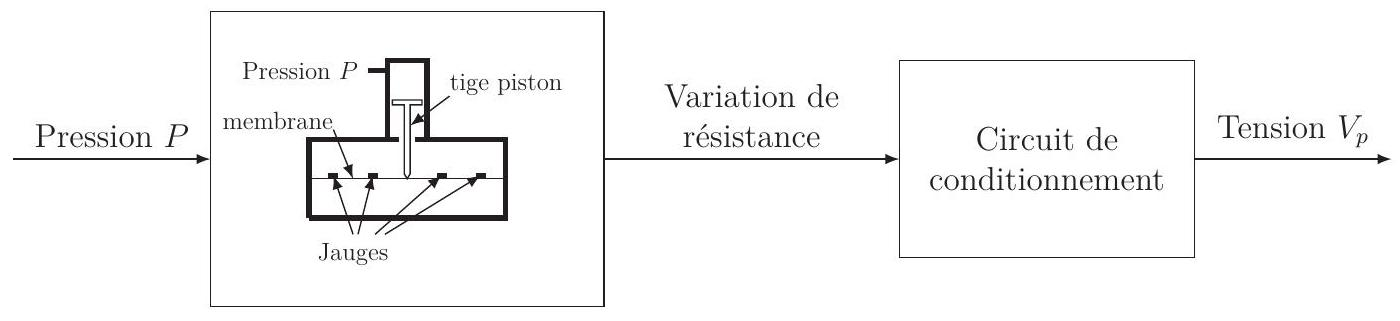 Pression P
Pression P
tige piston
membrane
Jauges
Variation de
résistance
Circuit de
conditionnement
Tension Vₚ